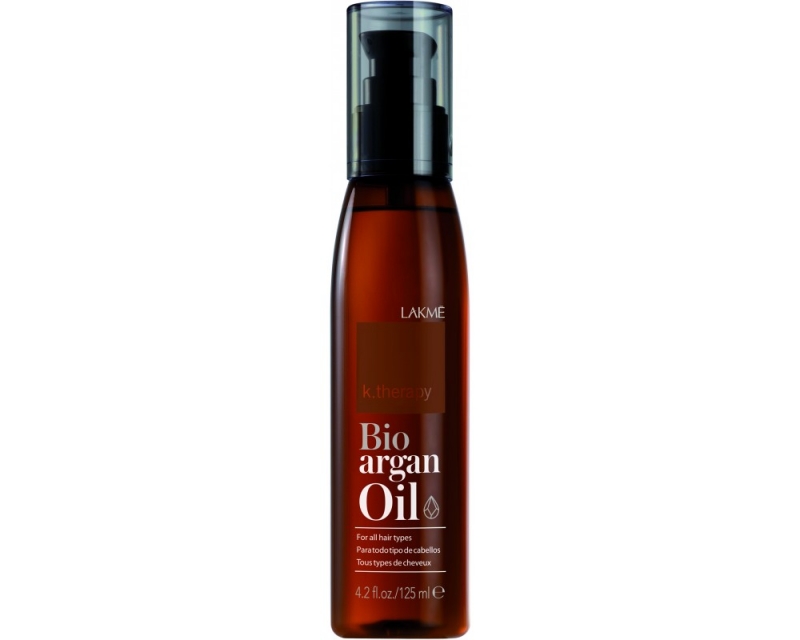 LAKMĒ
k.therapy
Bio
argan
Oil
For all hair types
Para todo tipo de cabellos
Tous types de cheveux
4.2 fl.oz./125 ml ℮